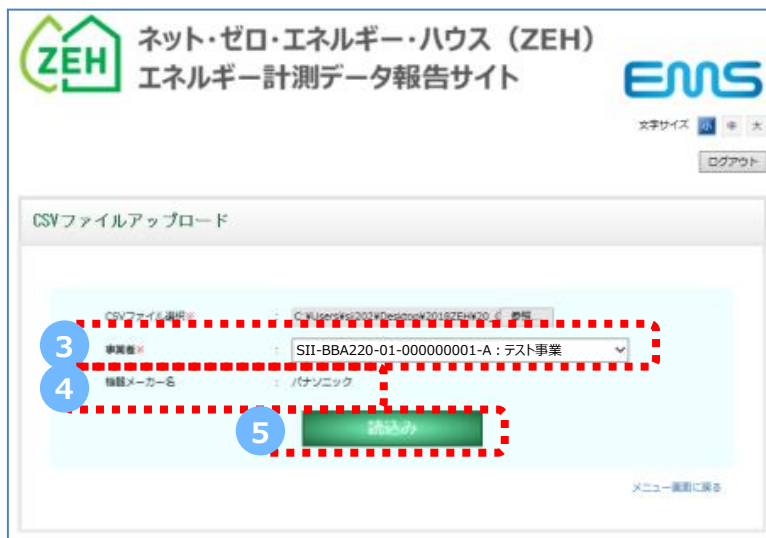 ZEH
ネット・ゼロ・エネルギー・ハウス（ZEH）
エネルギー計測データ報告サイト
EMS
文字サイズ 小 中 大
ログアウト
CSVファイルアップロード
CSVファイル選択※ : 参照...
3 事業者※ : SII-BBA220-01-000000001-A：テスト事業
4 機器メーカー名 : パナソニック
5 読込み
メニュー画面に戻る